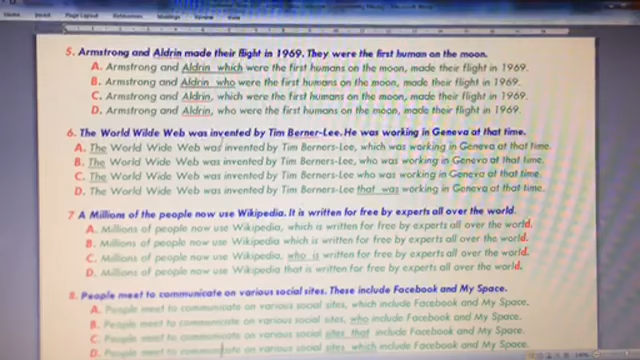 Insert Page Layout References Mailings Review View
5. Armstrong and Aldrin made their flight in 1969. They were the first human on the moon.
A. Armstrong and Aldrin which were the first humans on the moon, made their flight in 1969.
B. Armstrong and Aldrin who were the first humans on the moon, made their flight in 1969.
C. Armstrong and Aldrin, which were the first humans on the moon, made their flight in 1969.
D. Armstrong and Aldrin, who were the first humans on the moon, made their flight in 1969.
6. The World Wilde Web was invented by Tim Berner-Lee. He was working in Geneva at that time.
A. The World Wide Web was invented by Tim Berners-Lee, which was working in Geneva at that time.
B. The World Wide Web was invented by Tim Berners-Lee, who was working in Geneva at that time.
C. The World Wide Web was invented by Tim Berners-Lee who was working in Geneva at that time.
D. The World Wide Web was invented by Tim Berners-Lee that was working in Geneva at that time.
7 A Millions of the people now use Wikipedia. It is written for free by experts all over the world.
A. Millions of people now use Wikipedia, which is written for free by experts all over the world.
B. Millions of people now use Wikipedia which is written for free by experts all over the world.
C. Millions of people now use Wikipedia, who is written for free by experts all over the world.
D. Millions of people now use Wikipedia that is written for free by experts all over the world.
8. People meet to communicate on various social sites. These include Facebook and My Space.
A. People meet to communicate on various social sites, which include Facebook and My Space.
B. People meet to communicate on various social sites, who include Facebook and My Space.
C. People meet to communicate on various social sites that include Facebook and My Space.
D. People meet to communicate on various social sites which include Facebook and My Space.